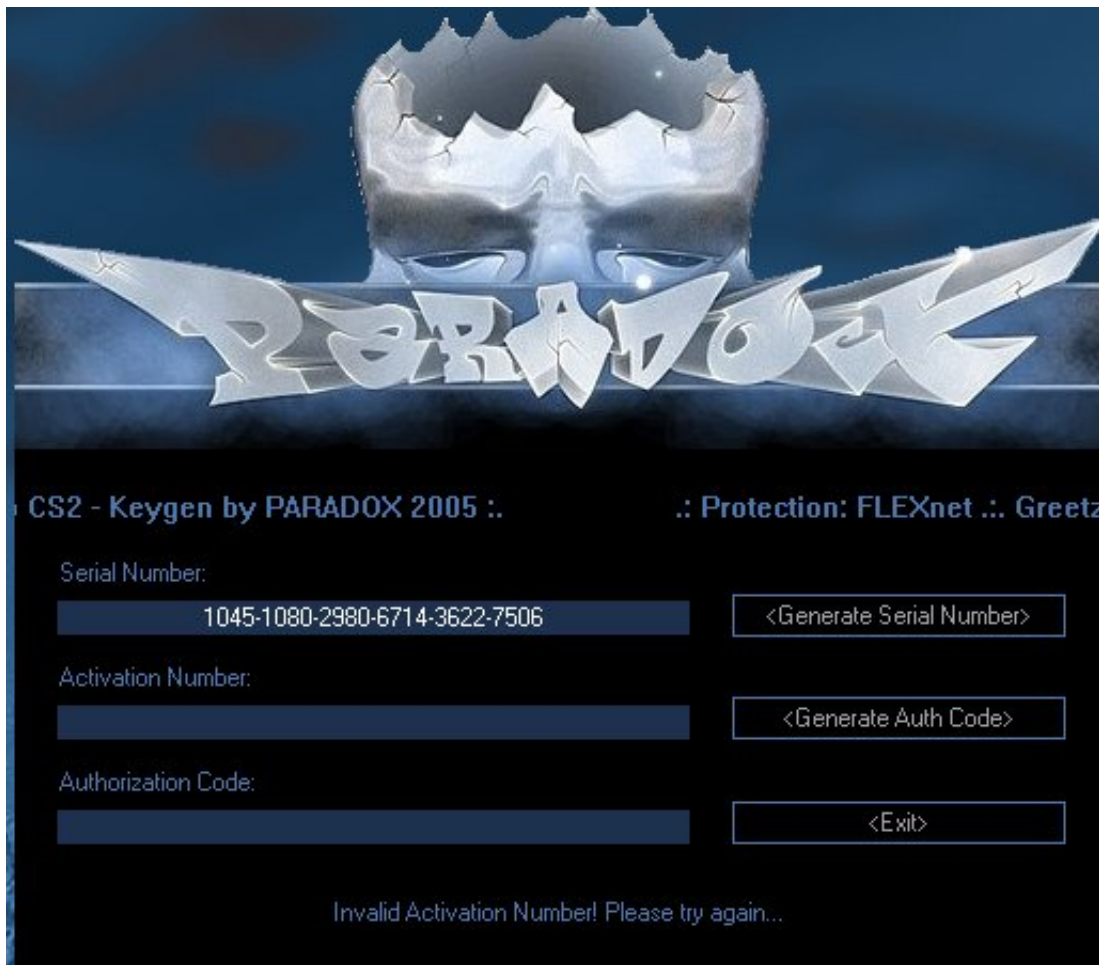 PARADOX
CS2 - Keygen by PARADOX 2005 :. .: Protection: FLEXnet .:. Greetz
Serial Number:
1045-1080-2980-6714-3622-7506 <Generate Serial Number>
Activation Number:
<Generate Auth Code>
Authorization Code:
<Exit>
Invalid Activation Number! Please try again...